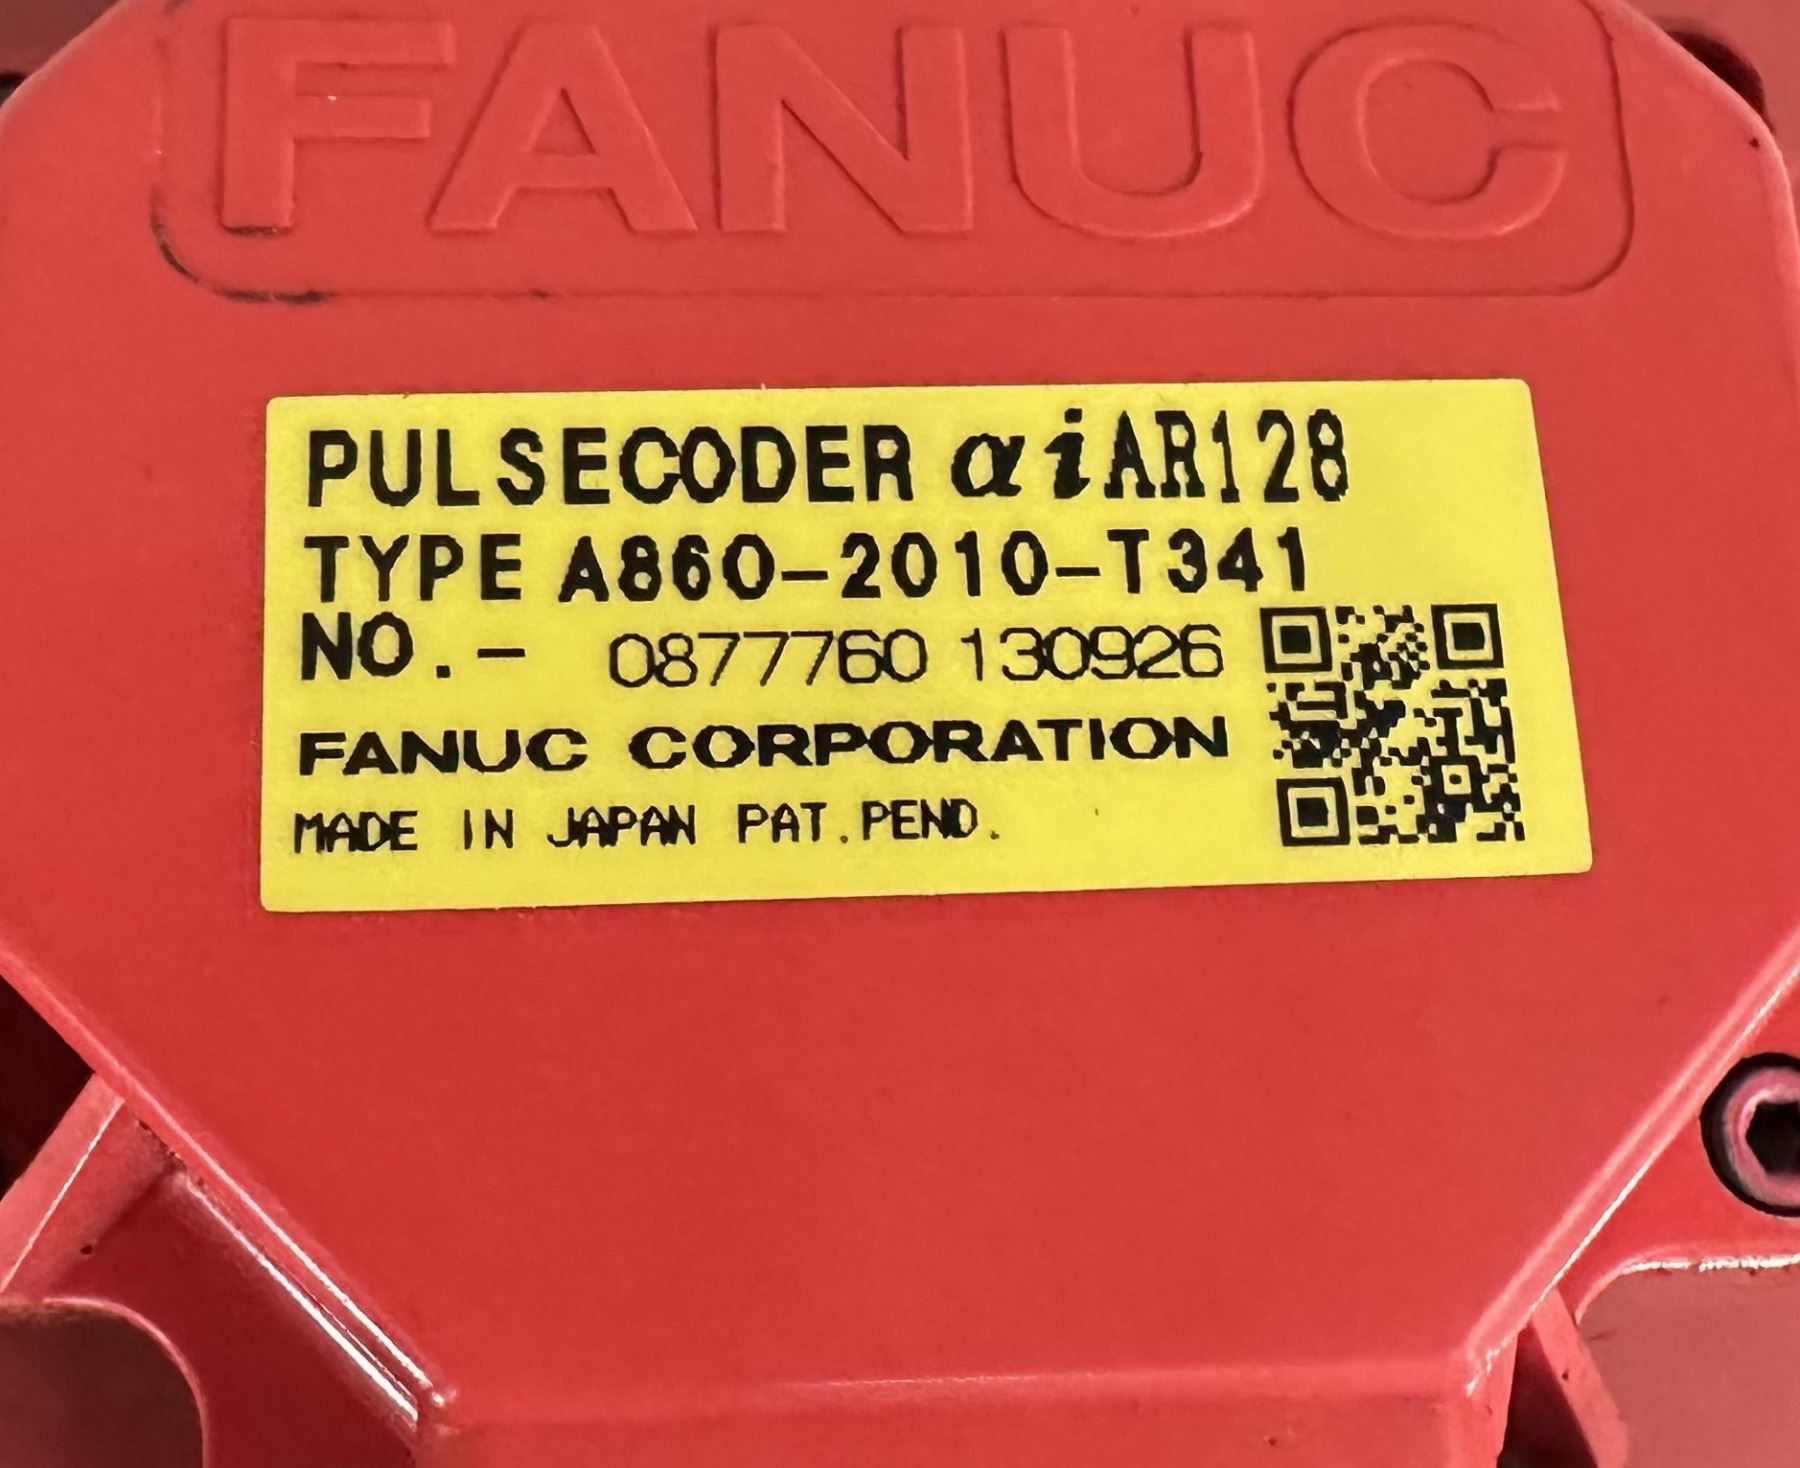 FANUC
PULSECODER αiAR128
TYPE A860-2010-T341
NO.- 0877760 130926
FANUC CORPORATION
MADE IN JAPAN PAT.PEND.